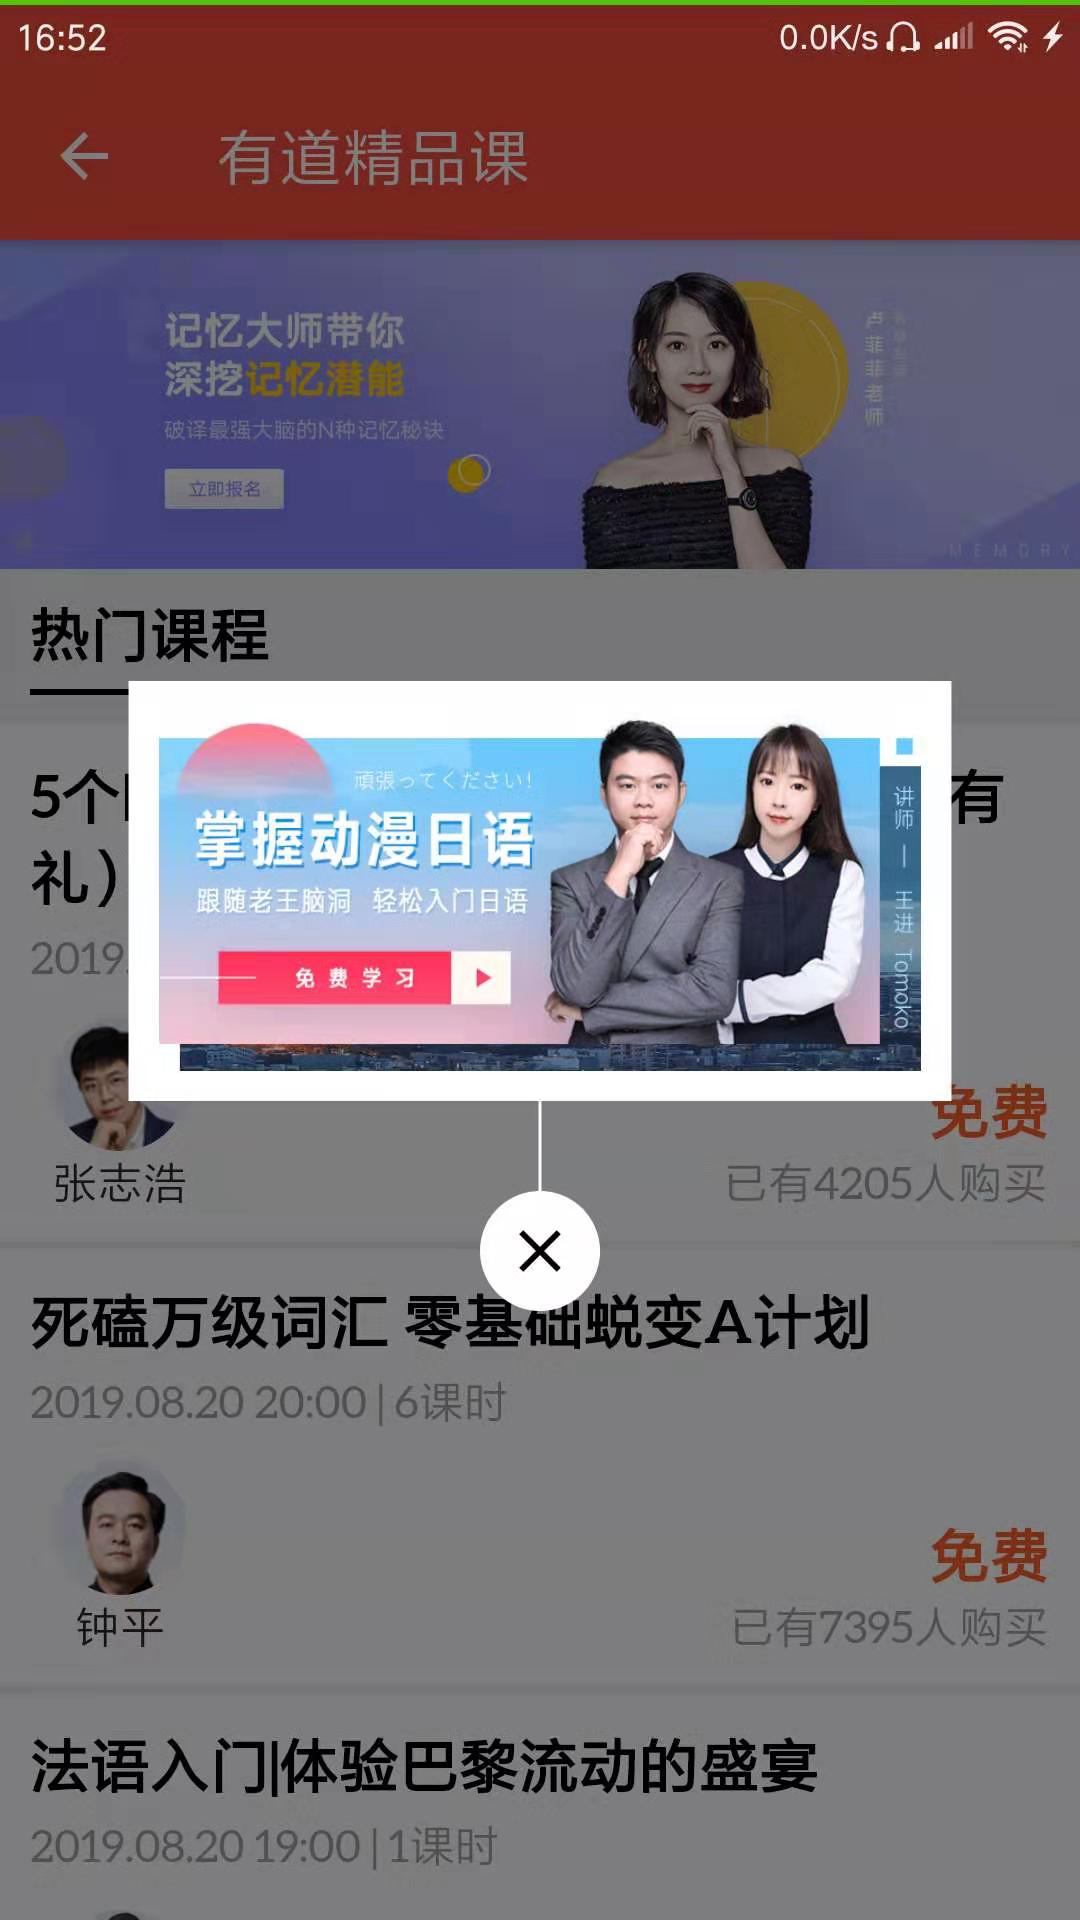 16:52 0.0K/s
有道精品课
记忆大师带你
深挖记忆潜能
破译最强大脑的N种记忆秘诀
立即报名
卢菲菲老师
MEMORY
热门课程
5个
有
礼）
2019.
頑張ってください!
掌握动漫日语
跟随老王脑洞 轻松入门日语
免费学习
讲师 | 王进 Tomoko
张志浩
免费
已有4205人购买
死磕万级词汇 零基础蜕变A计划
2019.08.20 20:00 | 6课时
钟平
免费
已有7395人购买
法语入门|体验巴黎流动的盛宴
2019.08.20 19:00 | 1课时